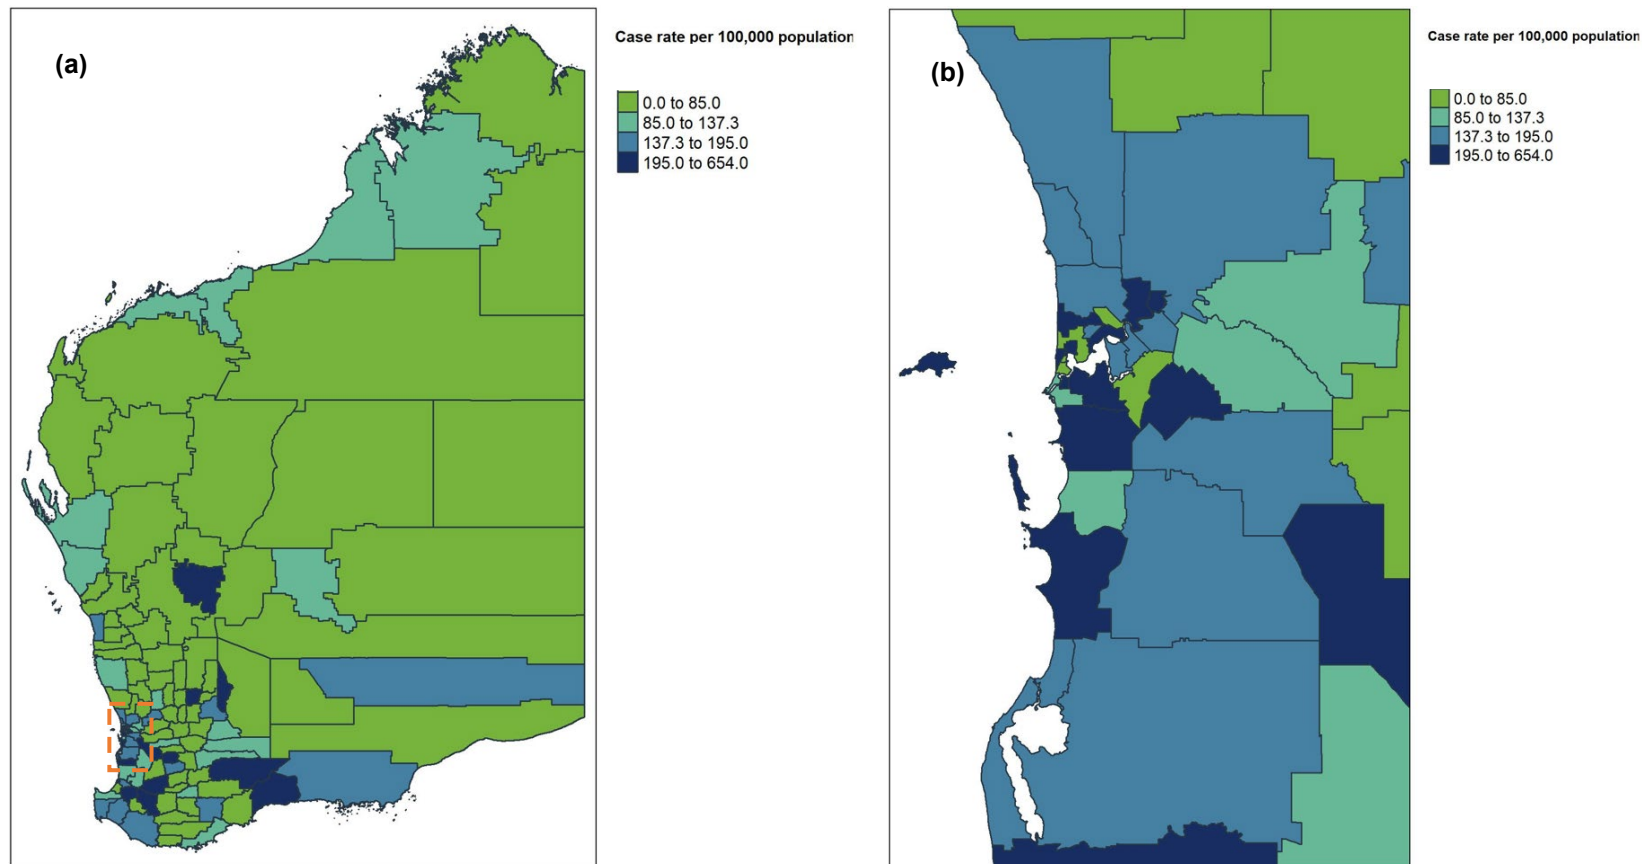 (a)
Case rate per 100,000 population
0.0 to 85.0
85.0 to 137.3
137.3 to 195.0
195.0 to 654.0
(b)
Case rate per 100,000 population
0.0 to 85.0
85.0 to 137.3
137.3 to 195.0
195.0 to 654.0